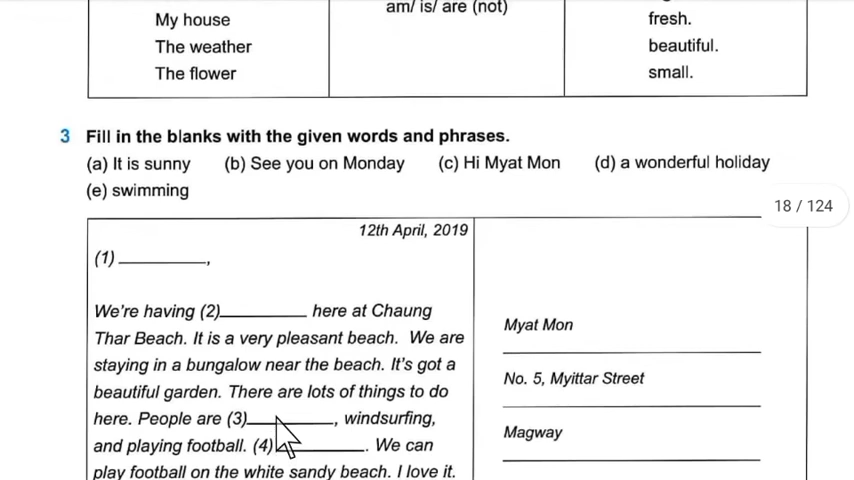 am/ is/ are (not)
My house
fresh.
The weather
beautiful.
The flower
small.
3 Fill in the blanks with the given words and phrases.
(a) It is sunny (b) See you on Monday (c) Hi Myat Mon (d) a wonderful holiday
(e) swimming
18 / 124
12th April, 2019
(1)__________,
We're having (2)__________ here at Chaung
Thar Beach. It is a very pleasant beach. We are
staying in a bungalow near the beach. It's got a
beautiful garden. There are lots of things to do
here. People are (3)__________, windsurfing,
and playing football. (4)__________. We can
play football on the white sandy beach. I love it.
Myat Mon
No. 5, Myittar Street
Magway